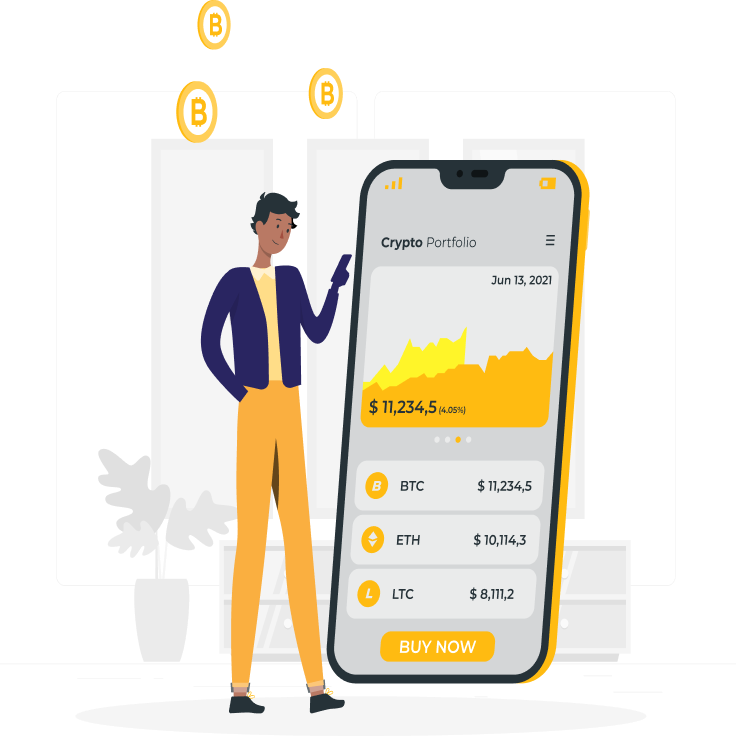 Crypto Portfolio
Jun 13, 2021
$ 11,234,5 (4.05%)
B BTC $ 11,234,5
ETH $ 10,114,3
L LTC $ 8,111,2
BUY NOW